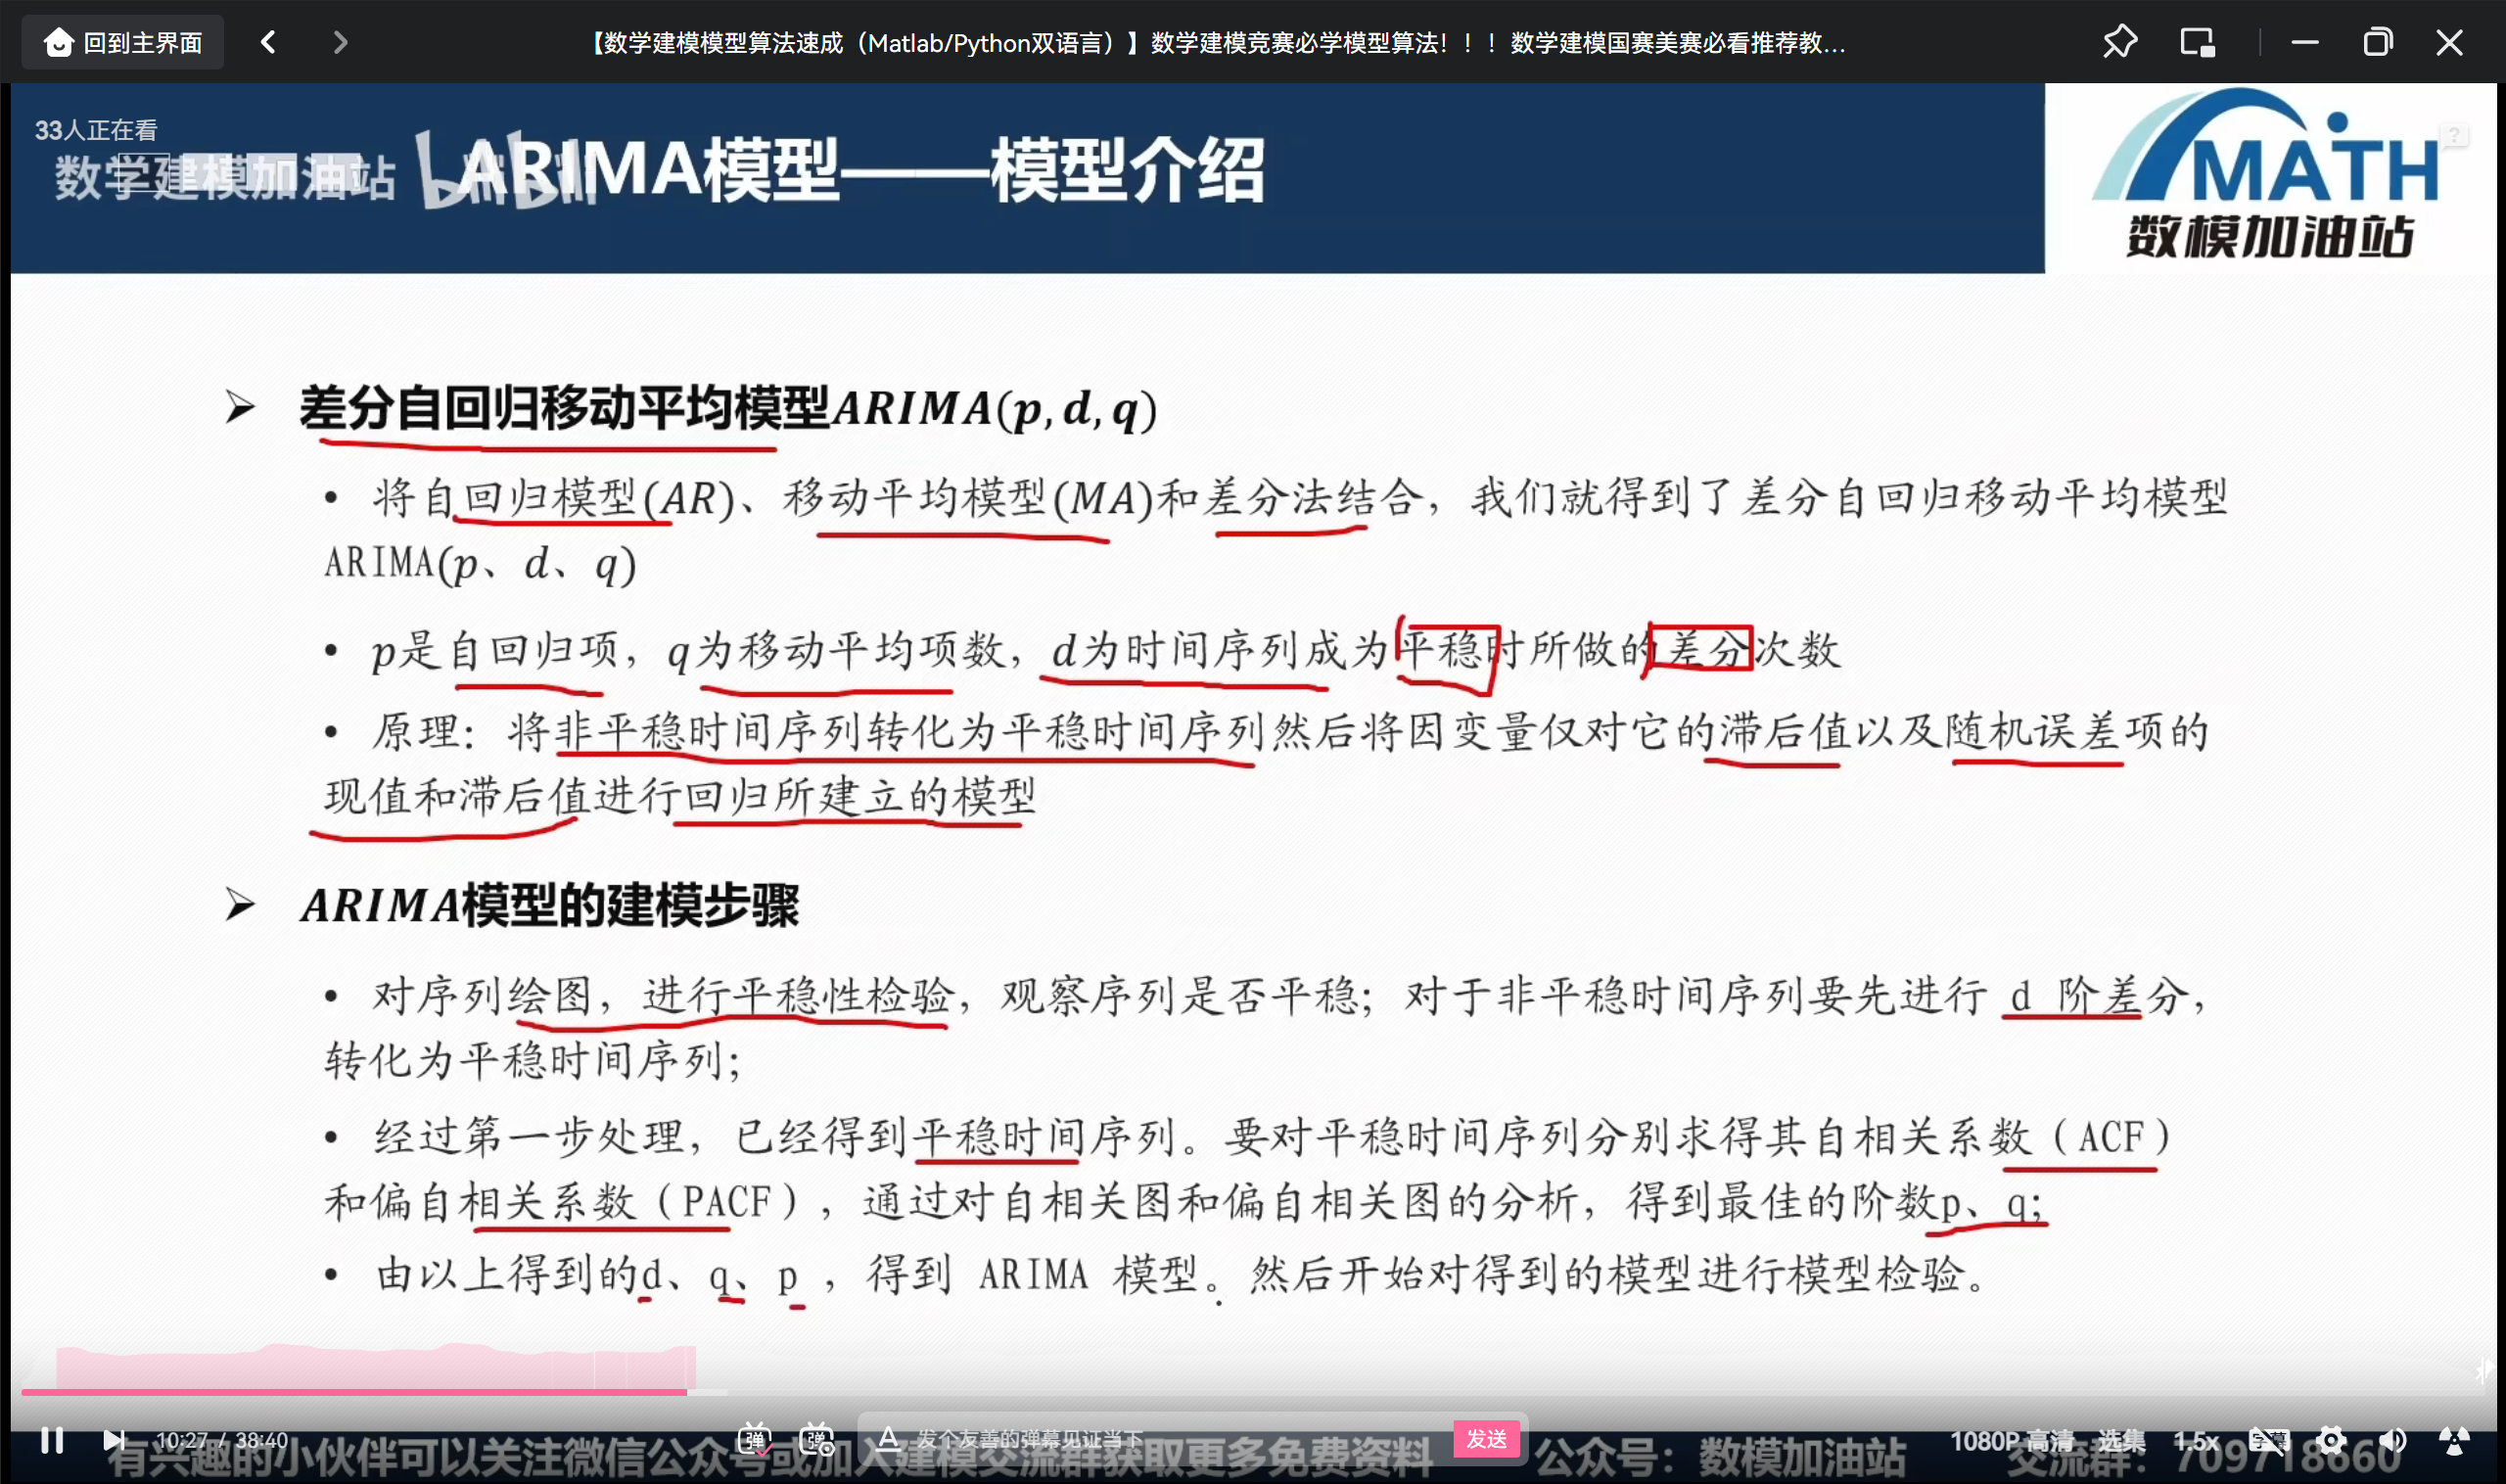 回到主界面
【数学建模模型算法速成（Matlab/Python双语言）】数学建模竞赛必学模型算法！！！数学建模国赛美赛必看推荐教...
33人正在看
数学建模加油站 bilibili
ARIMA模型——模型介绍
MATH
数模加油站
➢ 差分自回归移动平均模型ARIMA(p, d, q)
• 将自回归模型(AR)、移动平均模型(MA)和差分法结合，我们就得到了差分自回归移动平均模型
ARIMA(p、d、q)
• p是自回归项，q为移动平均项数，d为时间序列成为平稳时所做的差分次数
• 原理：将非平稳时间序列转化为平稳时间序列然后将因变量仅对它的滞后值以及随机误差项的
现值和滞后值进行回归所建立的模型
➢ ARIMA模型的建模步骤
• 对序列绘图，进行平稳性检验，观察序列是否平稳；对于非平稳时间序列要先进行 d 阶差分，
转化为平稳时间序列；
• 经过第一步处理，已经得到平稳时间序列。要对平稳时间序列分别求得其自相关系数（ACF）
和偏自相关系数（PACF），通过对自相关图和偏自相关图的分析，得到最佳的阶数p、q；
• 由以上得到的d、q、p ，得到 ARIMA 模型。然后开始对得到的模型进行模型检验。
10:27 / 38:40
弹
弹
发个友善的弹幕见证当下
发送
1080P 高清
选集
1.5x
字幕
有兴趣的小伙伴可以关注微信公众号或加入建模交流群获取更多免费资料
公众号：数模加油站
交流群：709718660